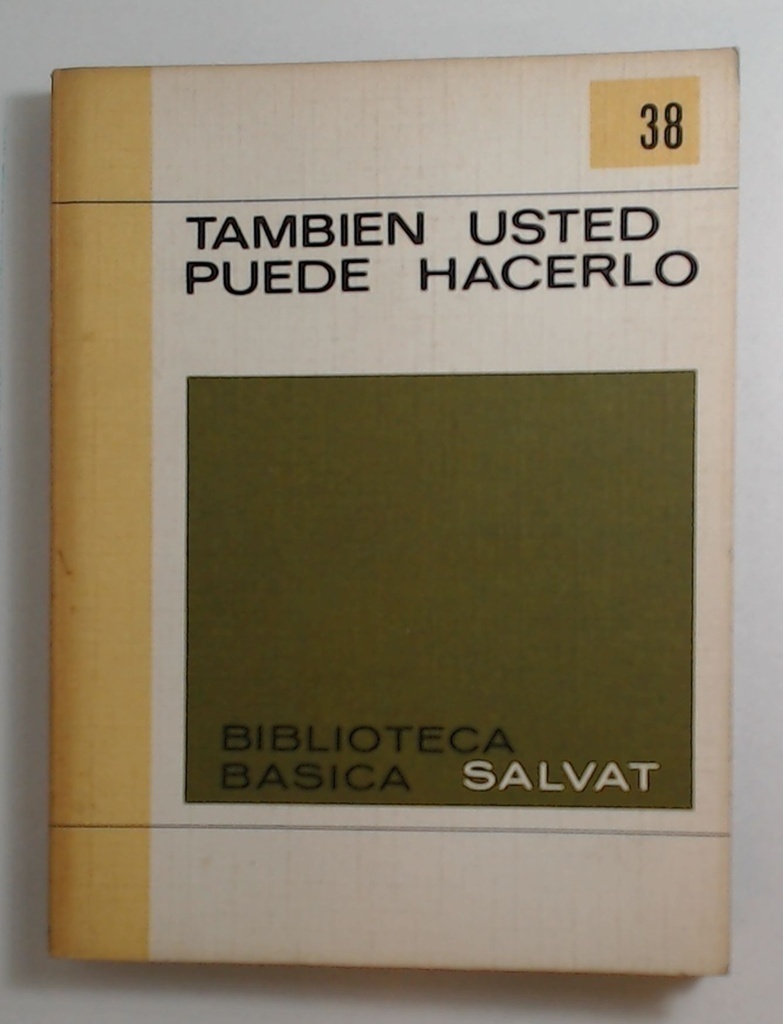 38
TAMBIEN USTED
PUEDE HACERLO
BIBLIOTECA
BASICA SALVAT